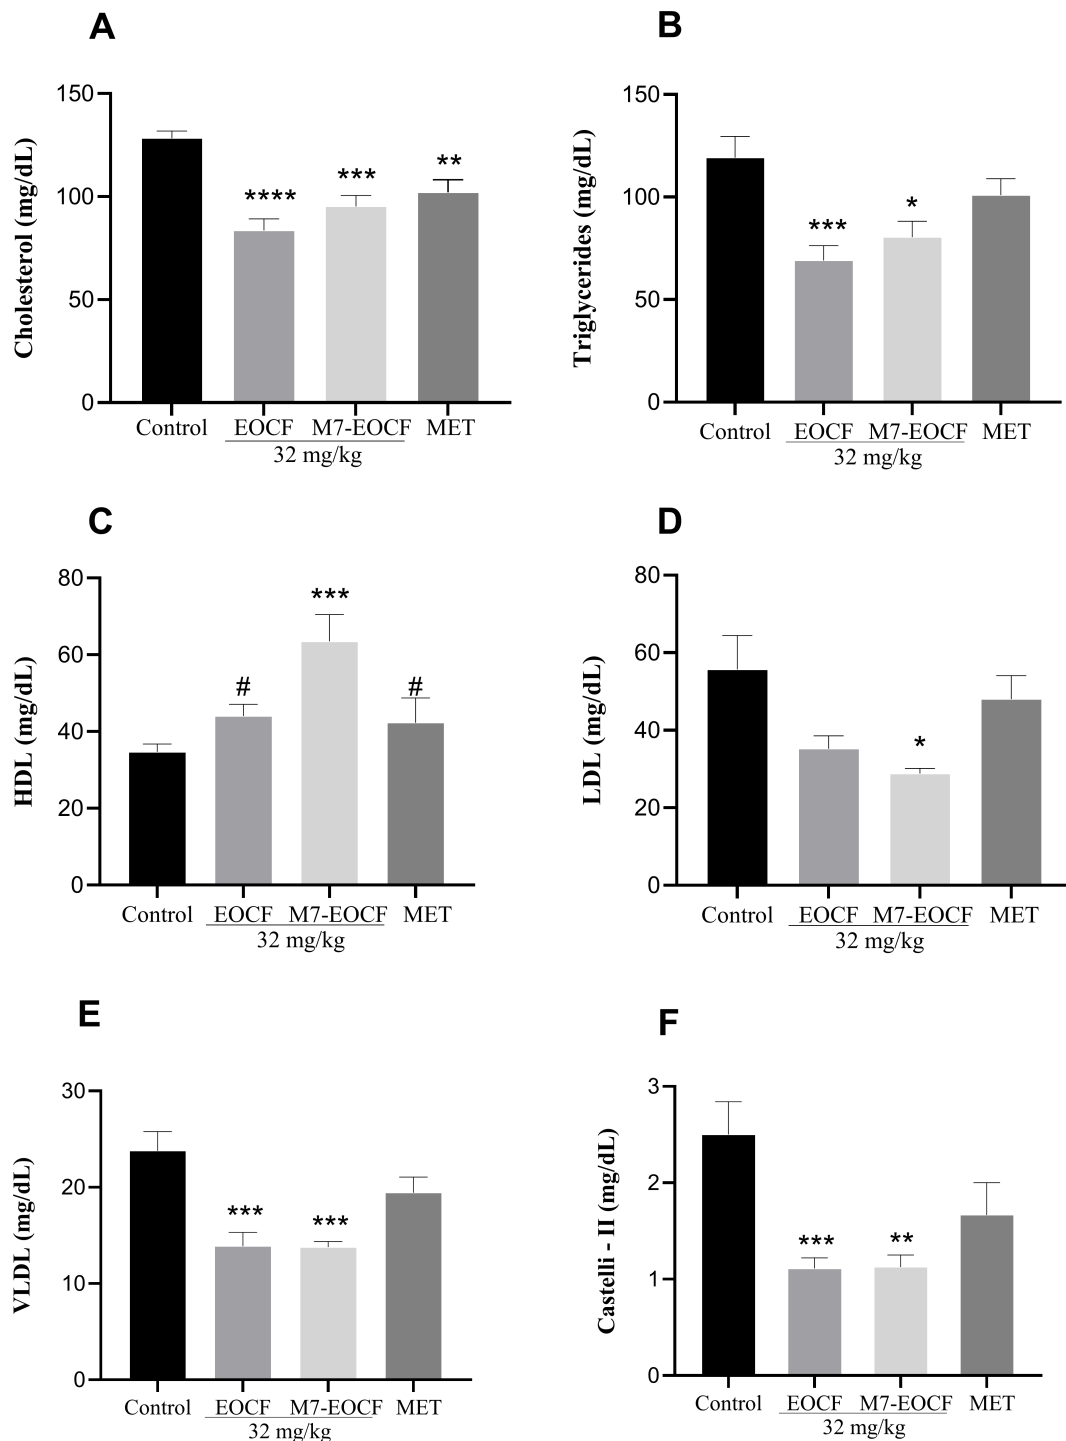 A
Cholesterol (mg/dL)
150
100
50
0
****
***
**
Control EOCF M7-EOCF MET
32 mg/kg
B
Triglycerides (mg/dL)
150
100
50
0
***
*
Control EOCF M7-EOCF MET
32 mg/kg
C
HDL (mg/dL)
80
60
40
20
0
#
***
#
Control EOCF M7-EOCF MET
32 mg/kg
D
LDL (mg/dL)
80
60
40
20
0
*
Control EOCF M7-EOCF MET
32 mg/kg
E
VLDL (mg/dL)
30
20
10
0
***
***
Control EOCF M7-EOCF MET
32 mg/kg
F
Castelli - II (mg/dL)
3
2
1
0
***
**
Control EOCF M7-EOCF MET
32 mg/kg